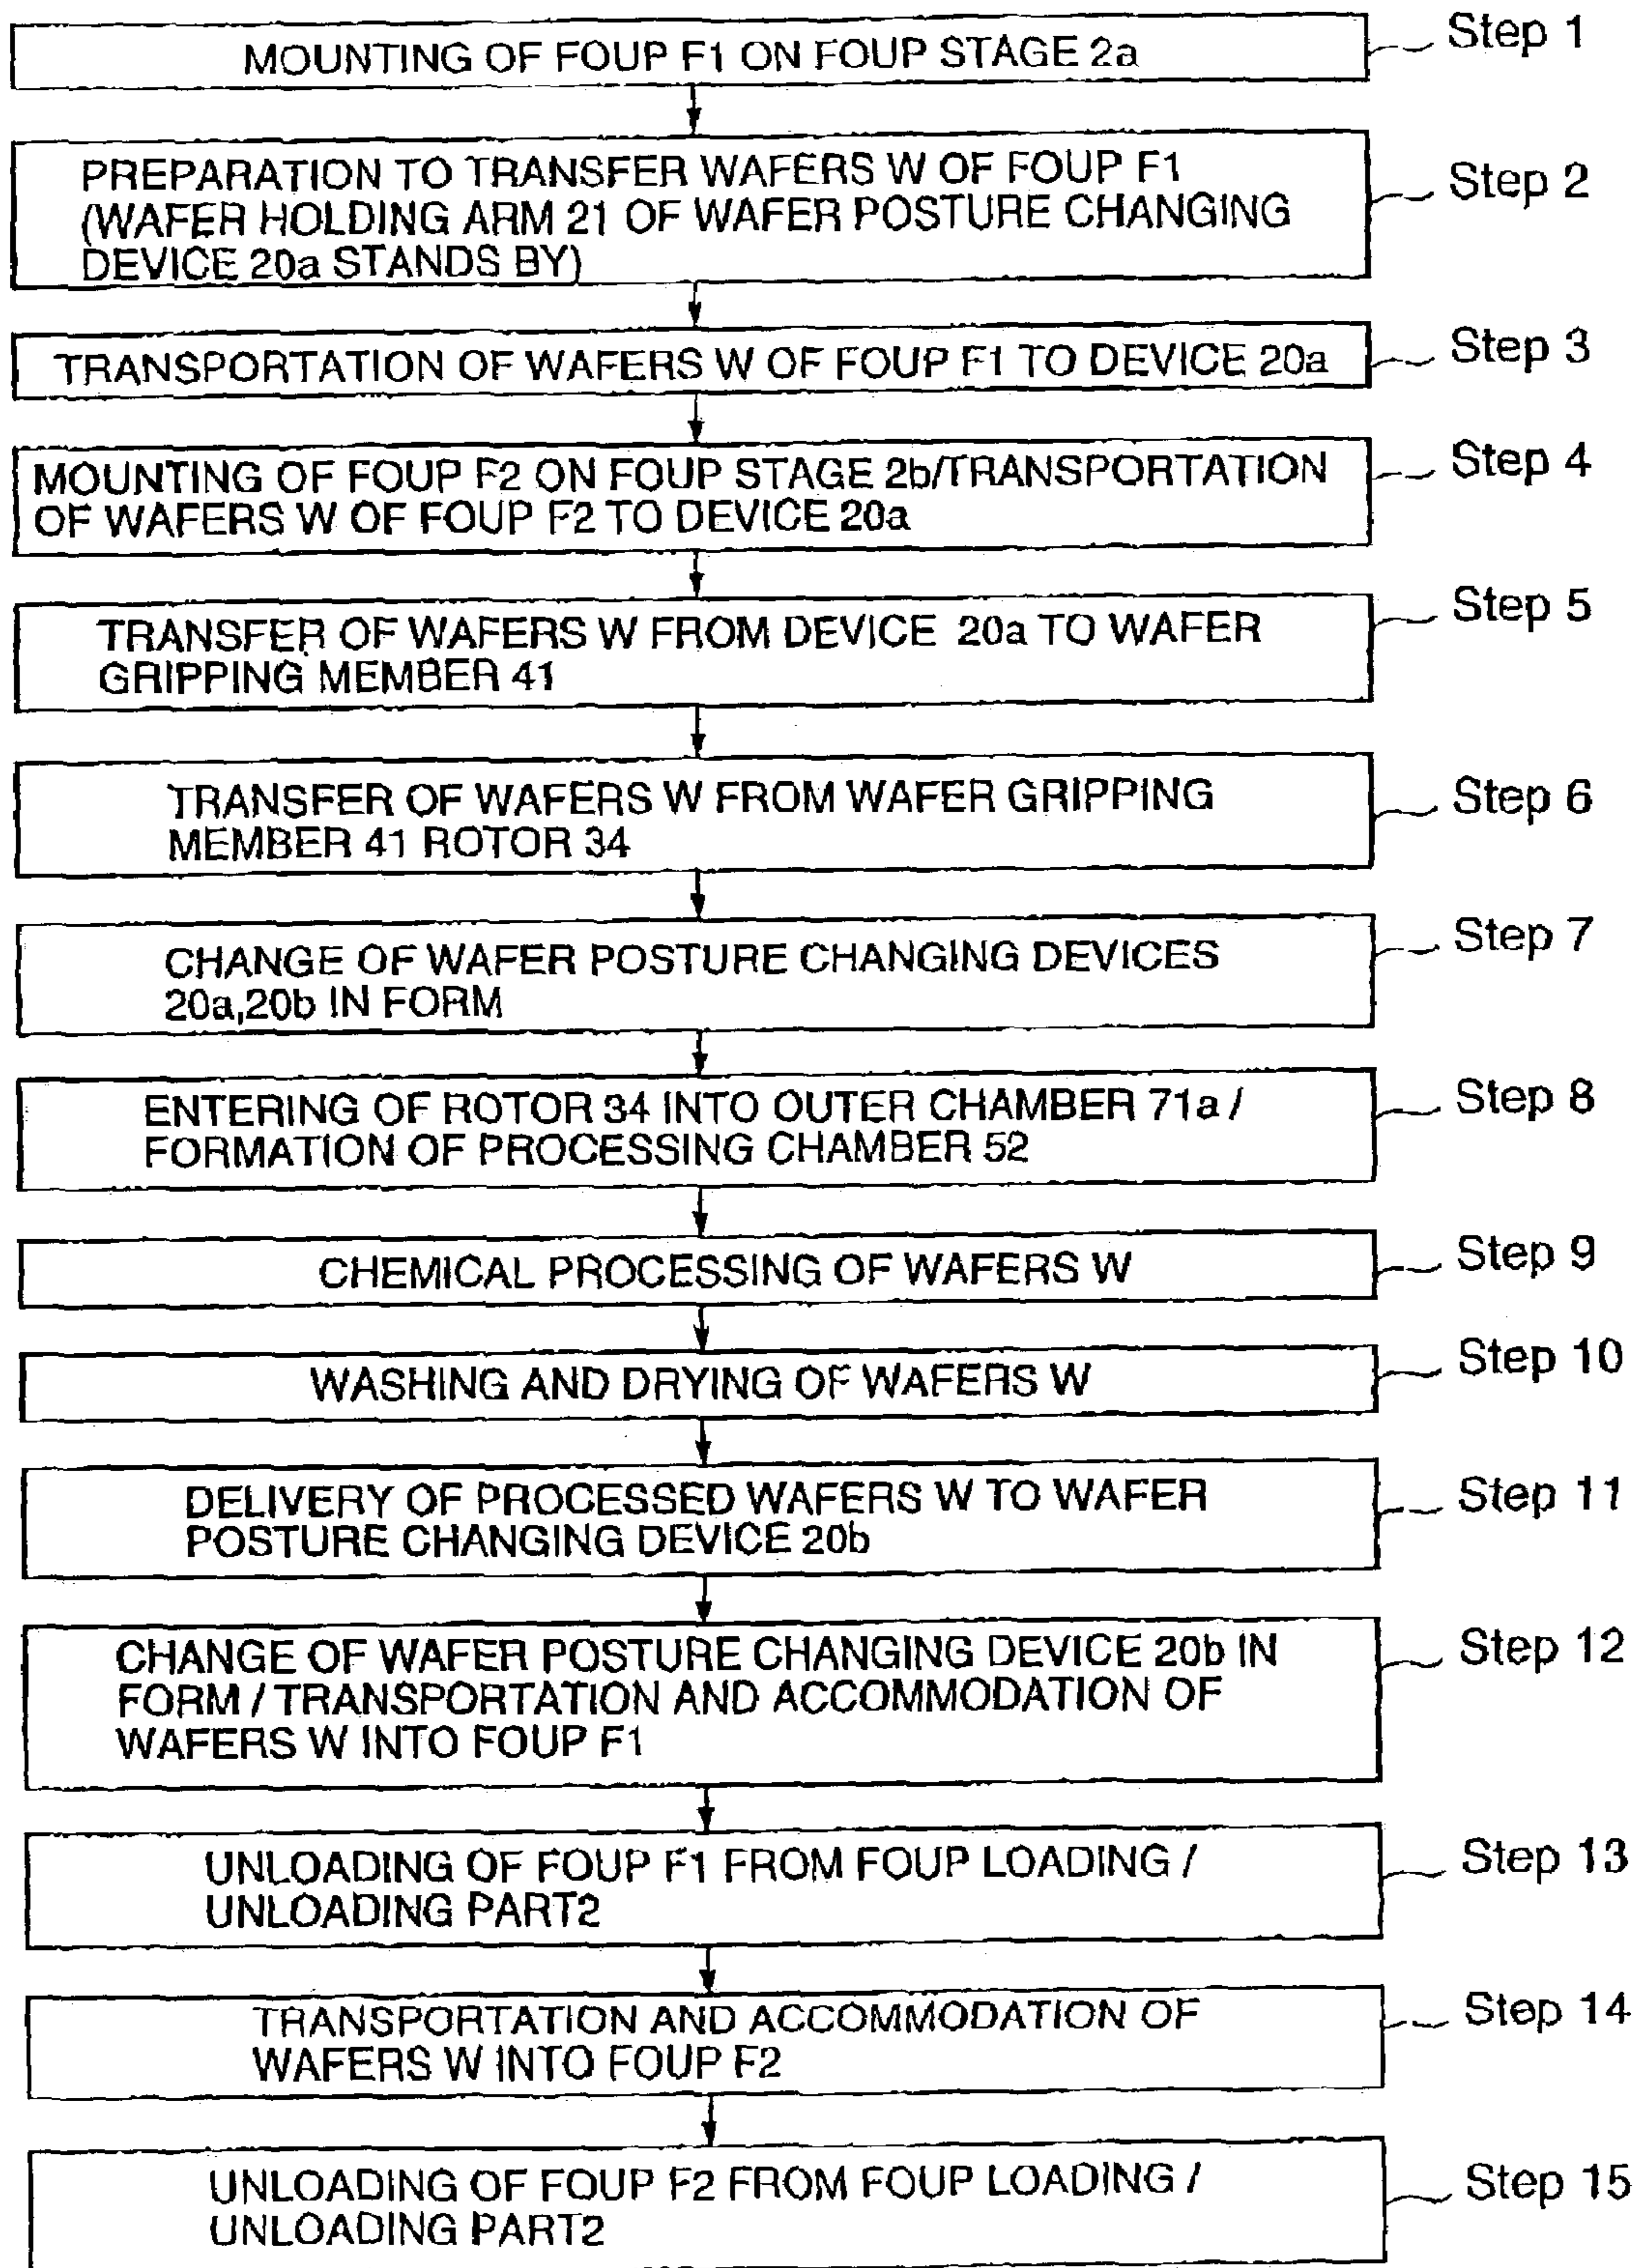 MOUNTING OF FOUP F1 ON FOUP STAGE 2a
Step 1
PREPARATION TO TRANSFER WAFERS W OF FOUP F1
(WAFER HOLDING ARM 21 OF WAFER POSTURE CHANGING
DEVICE 20a STANDS BY)
Step 2
TRANSPORTATION OF WAFERS W OF FOUP F1 TO DEVICE 20a
Step 3
MOUNTING OF FOUP F2 ON FOUP STAGE 2b/TRANSPORTATION
OF WAFERS W OF FOUP F2 TO DEVICE 20a
Step 4
TRANSFER OF WAFERS W FROM DEVICE 20a TO WAFER
GRIPPING MEMBER 41
Step 5
TRANSFER OF WAFERS W FROM WAFER GRIPPING
MEMBER 41 ROTOR 34
Step 6
CHANGE OF WAFER POSTURE CHANGING DEVICES
20a,20b IN FORM
Step 7
ENTERING OF ROTOR 34 INTO OUTER CHAMBER 71a /
FORMATION OF PROCESSING CHAMBER 52
Step 8
CHEMICAL PROCESSING OF WAFERS W
Step 9
WASHING AND DRYING OF WAFERS W
Step 10
DELIVERY OF PROCESSED WAFERS W TO WAFER
POSTURE CHANGING DEVICE 20b
Step 11
CHANGE OF WAFER POSTURE CHANGING DEVICE 20b IN
FORM / TRANSPORTATION AND ACCOMMODATION OF
WAFERS W INTO FOUP F1
Step 12
UNLOADING OF FOUP F1 FROM FOUP LOADING /
UNLOADING PART2
Step 13
TRANSPORTATION AND ACCOMMODATION OF
WAFERS W INTO FOUP F2
Step 14
UNLOADING OF FOUP F2 FROM FOUP LOADING /
UNLOADING PART2
Step 15